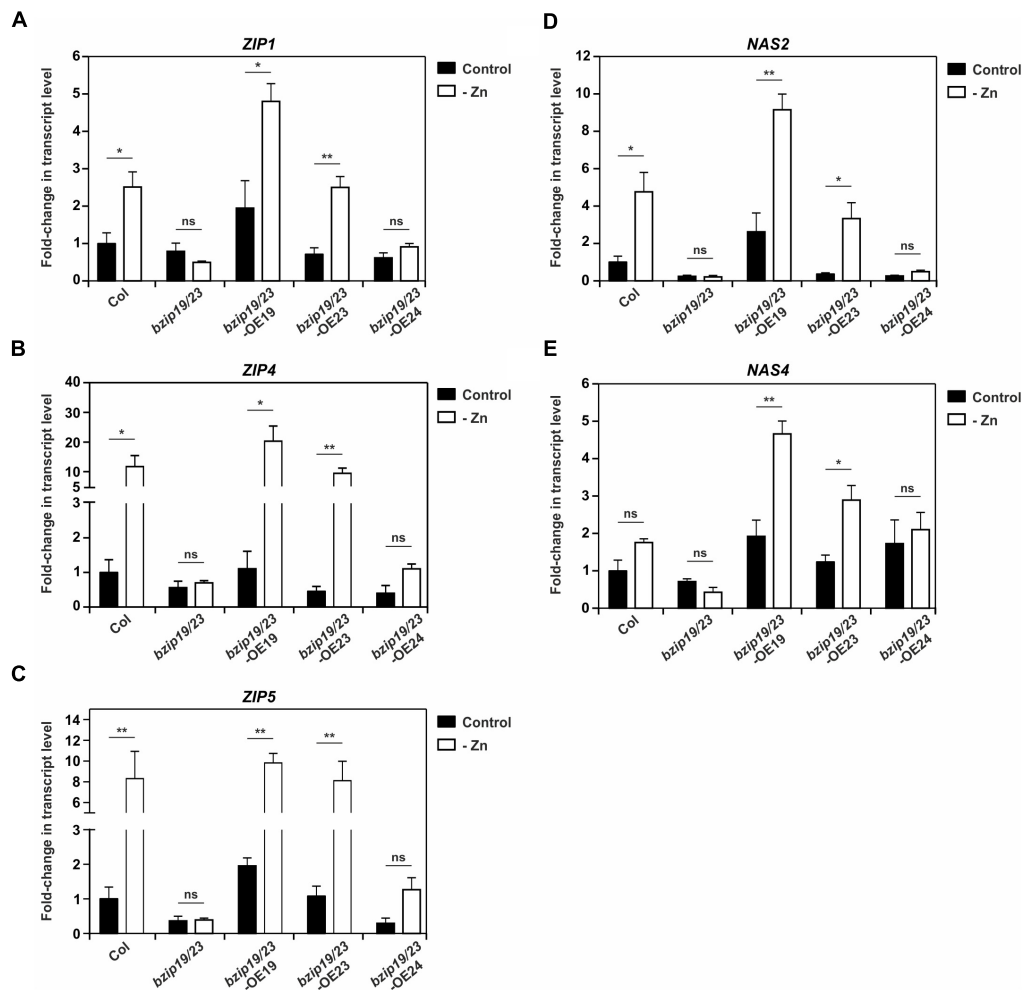 A
ZIP1
Fold-change in transcript level
6
5
4
3
2
1
0
*
ns
*
**
ns
Col
bzip19/23
bzip19/23
-OE19
bzip19/23
-OE23
bzip19/23
-OE24
Control
- Zn
B
ZIP4
Fold-change in transcript level
40
30
20
10
5
3
2
1
0
*
ns
*
**
ns
Col
bzip19/23
bzip19/23
-OE19
bzip19/23
-OE23
bzip19/23
-OE24
Control
- Zn
C
ZIP5
Fold-change in transcript level
14
12
10
8
6
3
2
1
0
**
ns
**
**
ns
Col
bzip19/23
bzip19/23
-OE19
bzip19/23
-OE23
bzip19/23
-OE24
Control
- Zn
D
NAS2
Fold-change in transcript level
12
10
8
6
4
2
0
*
ns
**
*
ns
Col
bzip19/23
bzip19/23
-OE19
bzip19/23
-OE23
bzip19/23
-OE24
Control
- Zn
E
NAS4
Fold-change in transcript level
6
5
4
3
2
1
0
ns
ns
**
*
ns
Col
bzip19/23
bzip19/23
-OE19
bzip19/23
-OE23
bzip19/23
-OE24
Control
- Zn